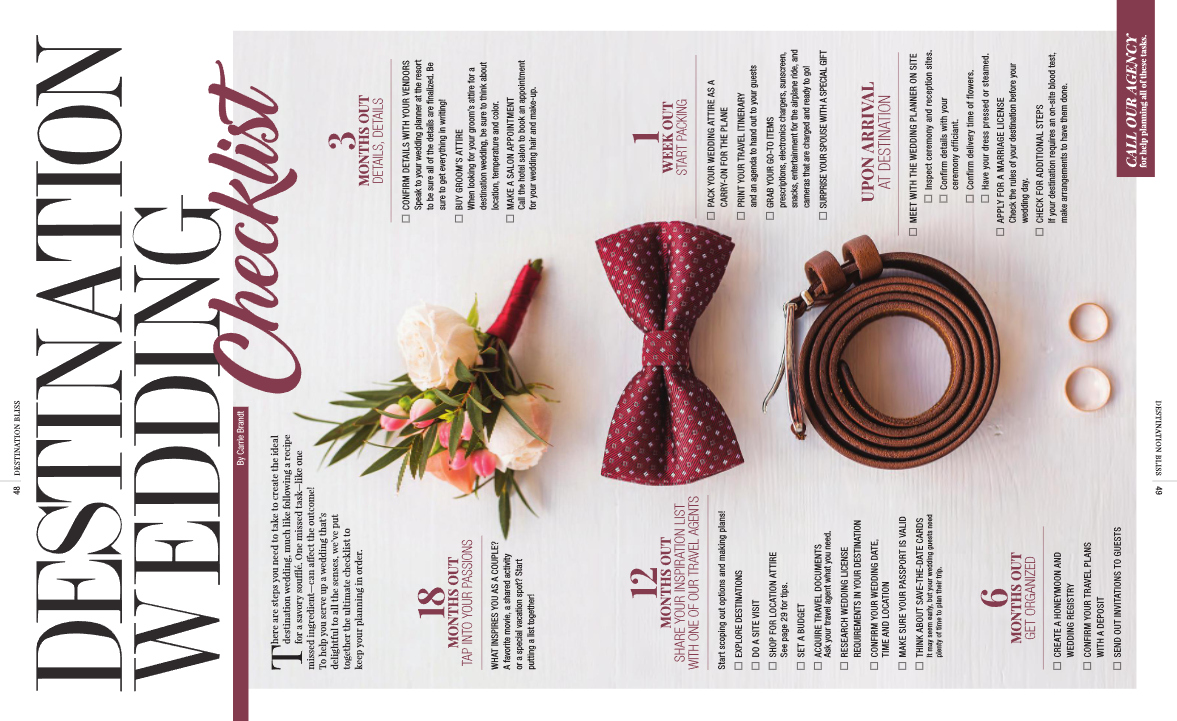 48 | DESTINATION BLISS
DESTINATION
WEDDING
Checklist
By Carrie Brandt
There are steps you need to take to create the ideal
destination wedding, much like following a recipe
for a savory soufflé. One missed task—like one
missed ingredient—can affect the outcome!
To help you serve up a wedding that's
delightful to all the senses, we've put
together the ultimate checklist to
keep your planning in order.
18
MONTHS OUT
TAP INTO YOUR PASSIONS
WHAT INSPIRES YOU AS A COUPLE?
A favorite movie, a shared activity
or a special vacation spot? Start
putting a list together!
12
MONTHS OUT
SHARE YOUR INSPIRATION LIST
WITH ONE OF OUR TRAVEL AGENTS
Start scoping out options and making plans!
☐ EXPLORE DESTINATIONS
☐ DO A SITE VISIT
☐ SHOP FOR LOCATION ATTIRE
See page 29 for tips.
☐ SET A BUDGET
☐ ACQUIRE TRAVEL DOCUMENTS
Ask your travel agent what you need.
☐ RESEARCH WEDDING LICENSE
REQUIREMENTS IN YOUR DESTINATION
☐ CONFIRM YOUR WEDDING DATE,
TIME AND LOCATION
☐ MAKE SURE YOUR PASSPORT IS VALID
☐ THINK ABOUT SAVE-THE-DATE CARDS
It may seem early, but your wedding guests need
plenty of time to plan their trip.
6
MONTHS OUT
GET ORGANIZED
☐ CREATE A HONEYMOON AND
WEDDING REGISTRY
☐ CONFIRM YOUR TRAVEL PLANS
WITH A DEPOSIT
☐ SEND OUT INVITATIONS TO GUESTS
3
MONTHS OUT
DETAILS, DETAILS
☐ CONFIRM DETAILS WITH YOUR VENDORS
Speak to your wedding planner at the resort
to be sure all of the details are finalized. Be
sure to get everything in writing!
☐ BUY GROOM'S ATTIRE
When looking for your groom's attire for a
destination wedding, be sure to think about
location, temperature and color.
☐ MAKE A SALON APPOINTMENT
Call the hotel salon to book an appointment
for your wedding hair and make-up.
1
WEEK OUT
START PACKING
☐ PACK YOUR WEDDING ATTIRE AS A
CARRY-ON FOR THE PLANE
☐ PRINT YOUR TRAVEL ITINERARY
and an agenda to hand out to your guests
☐ GRAB YOUR GO-TO ITEMS
prescriptions, electronics chargers, sunscreen,
snacks, entertainment for the airplane ride, and
cameras that are charged and ready to go!
☐ SURPRISE YOUR SPOUSE WITH A SPECIAL GIFT
UPON ARRIVAL
AT DESTINATION
☐ MEET WITH THE WEDDING PLANNER ON SITE
☐ Inspect ceremony and reception sites.
☐ Confirm details with your
ceremony officiant.
☐ Confirm delivery time of flowers.
☐ Have your dress pressed or steamed.
☐ APPLY FOR A MARRIAGE LICENSE
Check the rules of your destination before your
wedding day.
☐ CHECK FOR ADDITIONAL STEPS
If your destination requires an on-site blood test,
make arrangements to have them done.
CALL OUR AGENCY
for help planning all of these tasks.
DESTINATION BLISS | 49